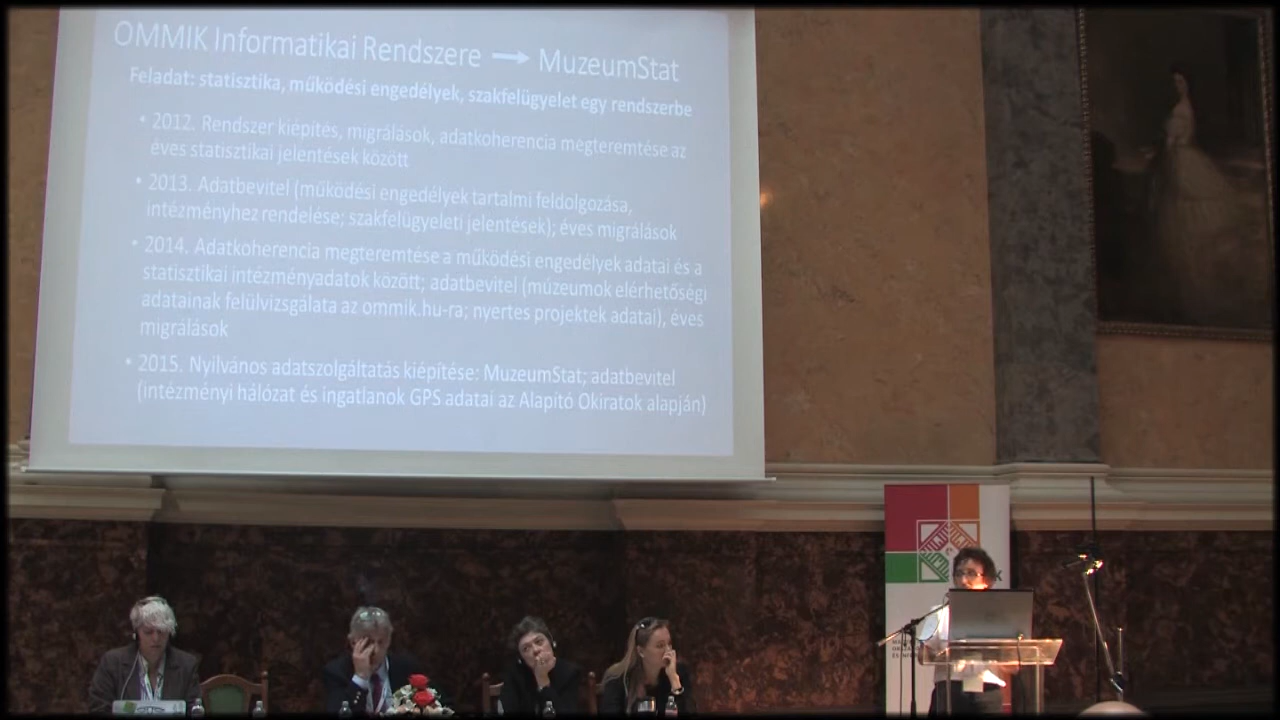 OMMIK Informatikai Rendszere → MuzeumStat
Feladat: statisztika, működési engedélyek, szakfelügyelet egy rendszerbe
• 2012. Rendszer kiépítés, migrálások, adatkoherencia megteremtése az
éves statisztikai jelentések között
• 2013. Adatbevitel (működési engedélyek tartalmi feldolgozása,
intézményhez rendelése; szakfelügyeleti jelentések); éves migrálások
• 2014. Adatkoherencia megteremtése a működési engedélyek adatai és a
statisztikai intézményadatok között; adatbevitel (múzeumok elérhetőségi
adatainak felülvizsgálata az ommik.hu-ra; nyertes projektek adatai), éves
migrálások
• 2015. Nyilvános adatszolgáltatás kiépítése: MuzeumStat; adatbevitel
(intézményi hálózat és ingatlanok GPS adatai az Alapító Okiratok alapján)